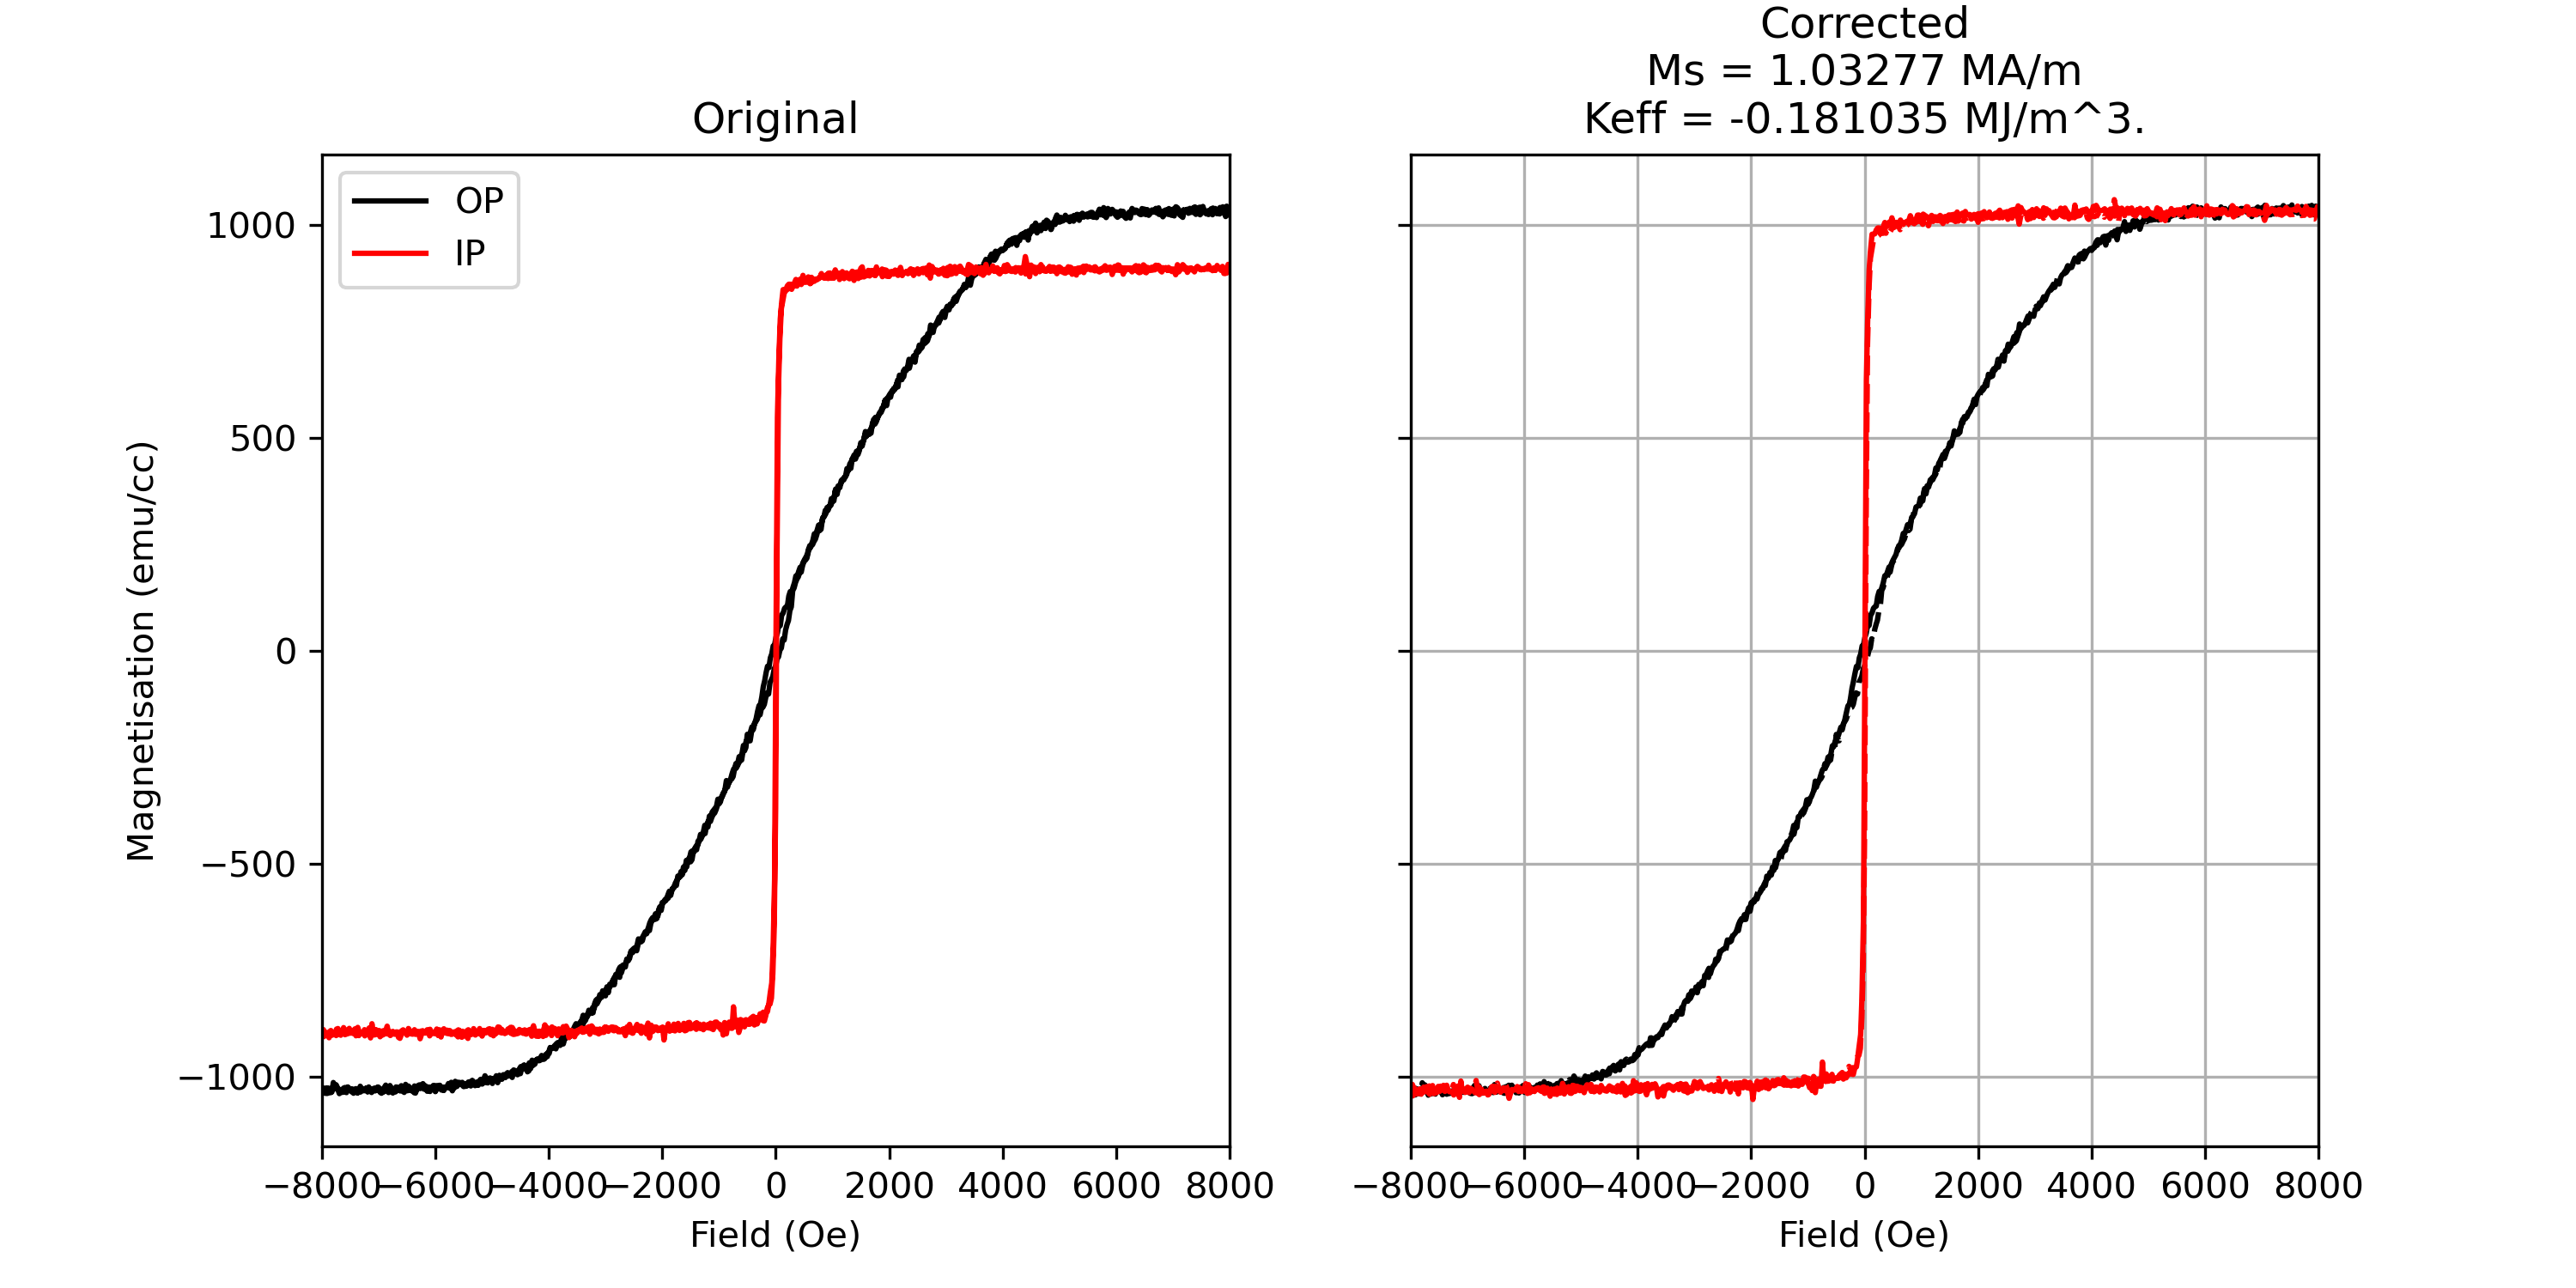 Original
OP
IP
1000
500
0
−500
−1000
Magnetisation (emu/cc)
−8000 −6000 −4000 −2000 0 2000 4000 6000 8000
Field (Oe)
Corrected
Ms = 1.03277 MA/m
Keff = -0.181035 MJ/m^3.
−8000 −6000 −4000 −2000 0 2000 4000 6000 8000
Field (Oe)